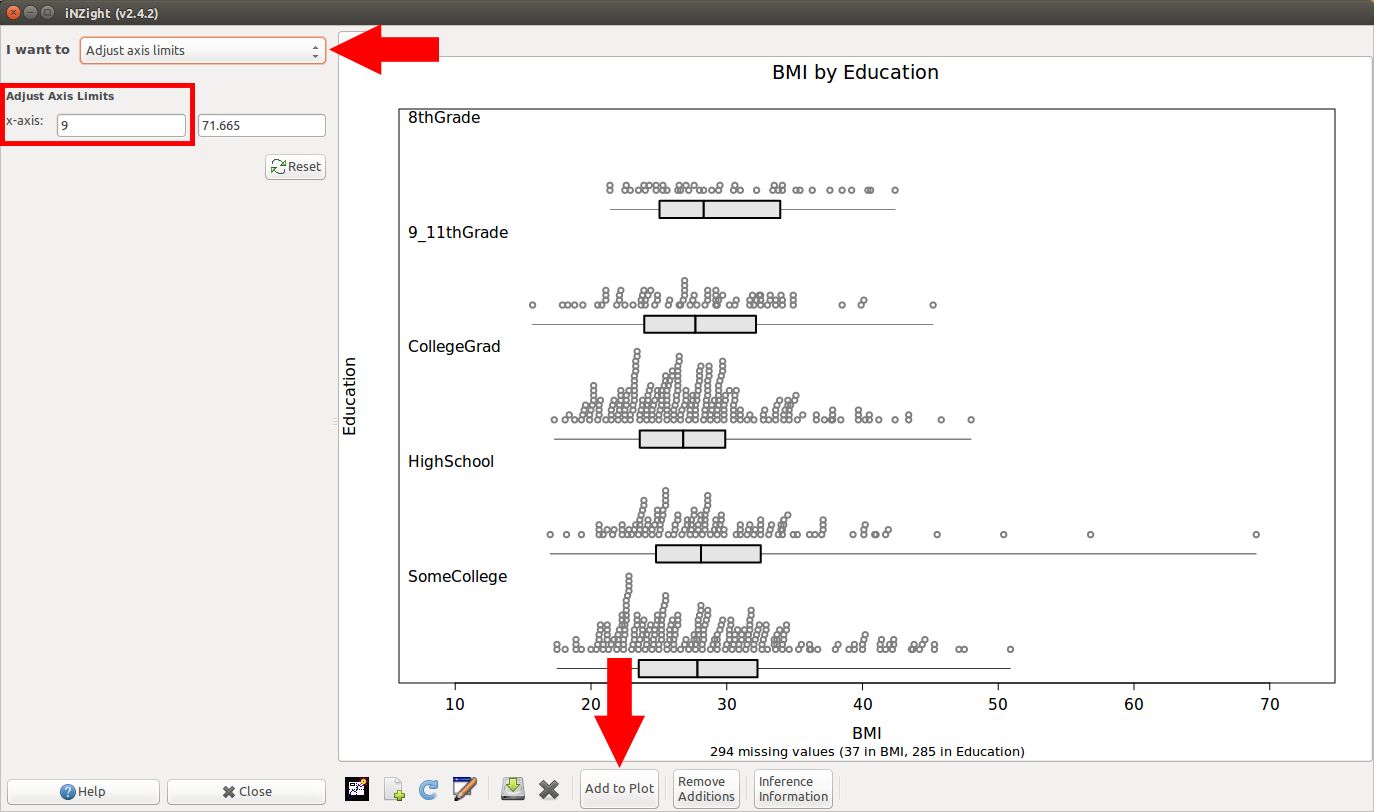 iNZight (v2.4.2)
I want to Adjust axis limits
Adjust Axis Limits
x-axis: 9 71.665
Reset
BMI by Education
8thGrade
9_11thGrade
CollegeGrad
HighSchool
SomeCollege
Education
10 20 30 40 50 60 70
BMI
294 missing values (37 in BMI, 285 in Education)
Help Close
Add to Plot
Remove
Additions
Inference
Information